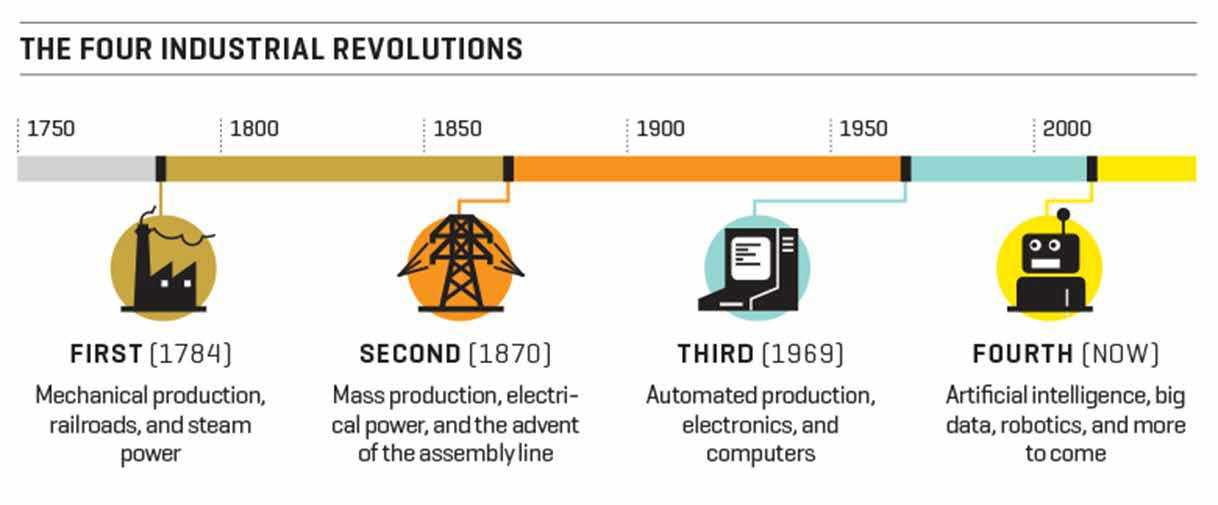 THE FOUR INDUSTRIAL REVOLUTIONS
1750
1800
1850
1900
1950
2000
FIRST (1784)
Mechanical production,
railroads, and steam
power
SECOND (1870)
Mass production, electri-
cal power, and the advent
of the assembly line
THIRD (1969)
Automated production,
electronics, and
computers
FOURTH (NOW)
Artificial intelligence, big
data, robotics, and more
to come